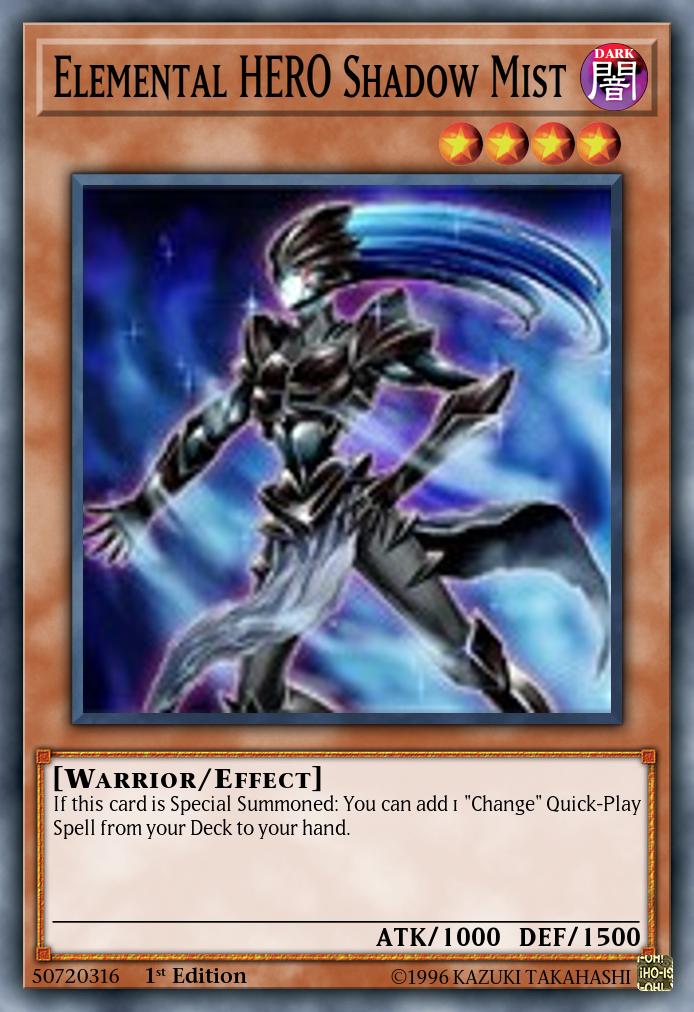 Elemental HERO Shadow Mist
DARK
闇
[Warrior/Effect]
If this card is Special Summoned: You can add 1 "Change" Quick-Play
Spell from your Deck to your hand.
ATK/1000 DEF/1500
50720316 1st Edition ©1996 KAZUKI TAKAHASHI